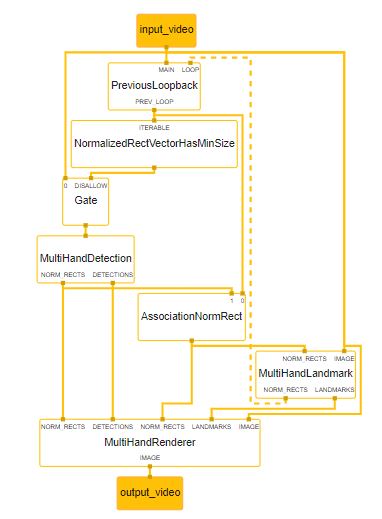 input_video
MAIN LOOP
PreviousLoopback
PREV_LOOP
ITERABLE
NormalizedRectVectorHasMinSize
0 DISALLOW
Gate
MultiHandDetection
NORM_RECTS DETECTIONS
1 0
AssociationNormRect
NORM_RECTS IMAGE
MultiHandLandmark
NORM_RECTS LANDMARKS
NORM_RECTS DETECTIONS NORM_RECTS LANDMARKS IMAGE
MultiHandRenderer
IMAGE
output_video